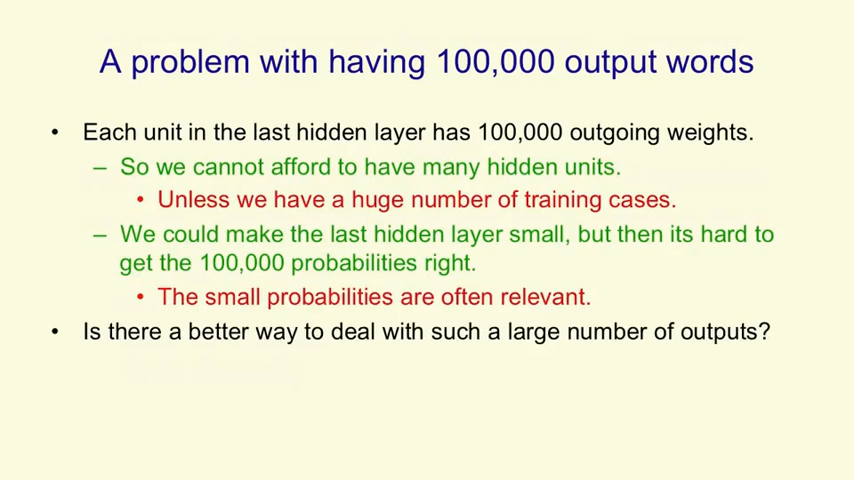 A problem with having 100,000 output words
• Each unit in the last hidden layer has 100,000 outgoing weights.
– So we cannot afford to have many hidden units.
• Unless we have a huge number of training cases.
– We could make the last hidden layer small, but then its hard to
get the 100,000 probabilities right.
• The small probabilities are often relevant.
• Is there a better way to deal with such a large number of outputs?